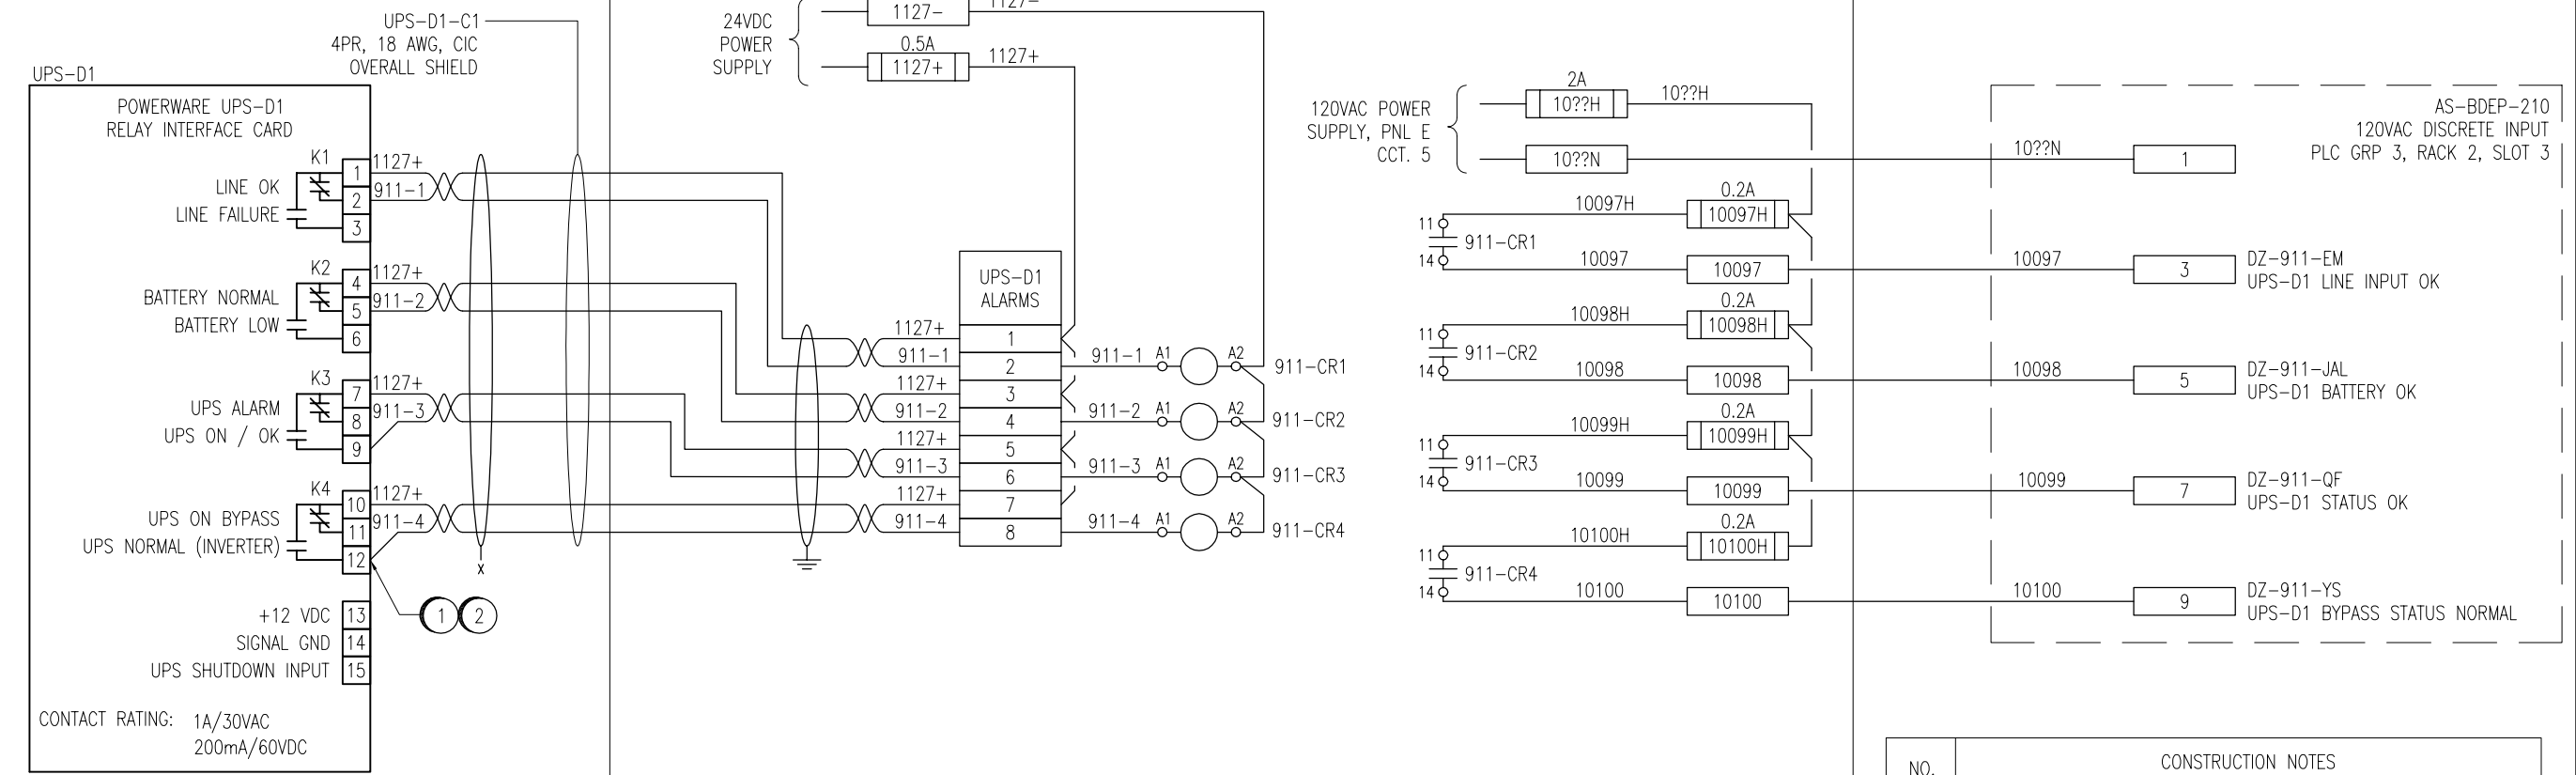 UPS-D1-C1
4PR, 18 AWG, CIC
OVERALL SHIELD
UPS-D1
POWERWARE UPS-D1
RELAY INTERFACE CARD
K1
LINE OK
LINE FAILURE
1
2
3
1127+
911-1
K2
BATTERY NORMAL
BATTERY LOW
4
5
6
1127+
911-2
K3
UPS ALARM
UPS ON / OK
7
8
9
1127+
911-3
K4
UPS ON BYPASS
UPS NORMAL (INVERTER)
10
11
12
1127+
911-4
+12 VDC
13
SIGNAL GND
14
UPS SHUTDOWN INPUT
15
CONTACT RATING:
1A/30VAC
200mA/60VDC
X
1
2
24VDC
POWER
SUPPLY
1127-
1127-
0.5A
1127+
1127+
UPS-D1
ALARMS
1127+
1
911-1
2
911-1
A1
A2
911-CR1
1127+
3
911-2
4
911-2
A1
A2
911-CR2
1127+
5
911-3
6
911-3
A1
A2
911-CR3
1127+
7
911-4
8
911-4
A1
A2
911-CR4
120VAC POWER
SUPPLY, PNL E
CCT. 5
2A
10??H
10??H
10??N
10??N
1
AS-BDEP-210
120VAC DISCRETE INPUT
PLC GRP 3, RACK 2, SLOT 3
10097H
0.2A
10097H
11
911-CR1
14
10097
10097
10097
3
DZ-911-EM
UPS-D1 LINE INPUT OK
10098H
0.2A
10098H
11
911-CR2
14
10098
10098
10098
5
DZ-911-JAL
UPS-D1 BATTERY OK
10099H
0.2A
10099H
11
911-CR3
14
10099
10099
10099
7
DZ-911-QF
UPS-D1 STATUS OK
10100H
0.2A
10100H
11
911-CR4
14
10100
10100
10100
9
DZ-911-YS
UPS-D1 BYPASS STATUS NORMAL
NO.
CONSTRUCTION NOTES